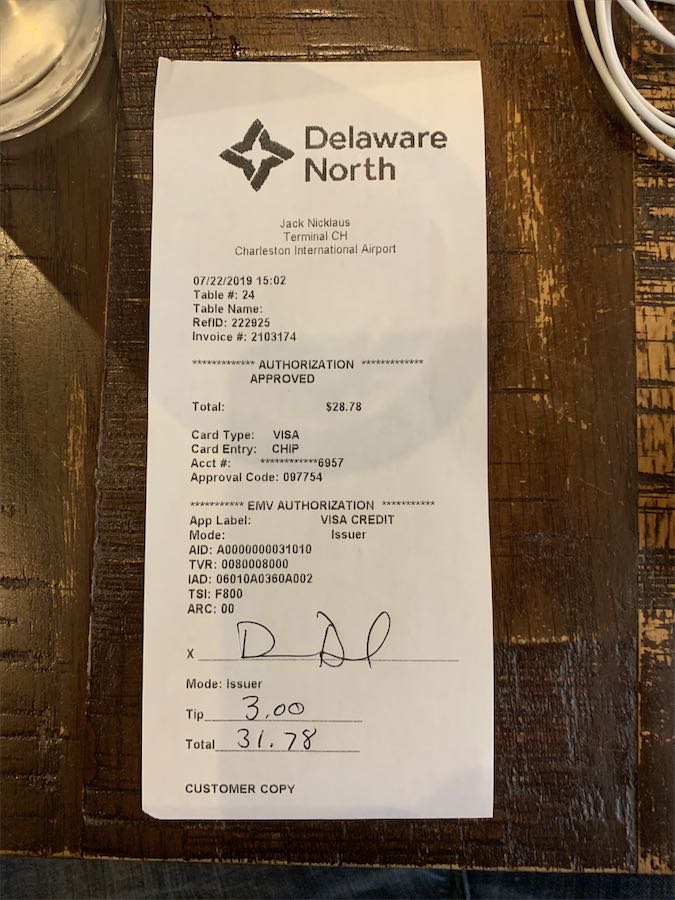 Delaware
North
Jack Nicklaus
Terminal CH
Charleston International Airport
07/22/2019 15:02
Table #: 24
Table Name:
RefID: 222925
Invoice #: 2103174
************* AUTHORIZATION *************
APPROVED
Total: $28.78
Card Type: VISA
Card Entry: CHIP
Acct #: ************6957
Approval Code: 097754
*********** EMV AUTHORIZATION ***********
App Label: VISA CREDIT
Mode: Issuer
AID: A0000000031010
TVR: 0080008000
IAD: 06010A0360A002
TSI: F800
ARC: 00
X
Mode: Issuer
Tip 3.00
Total 31.78
CUSTOMER COPY